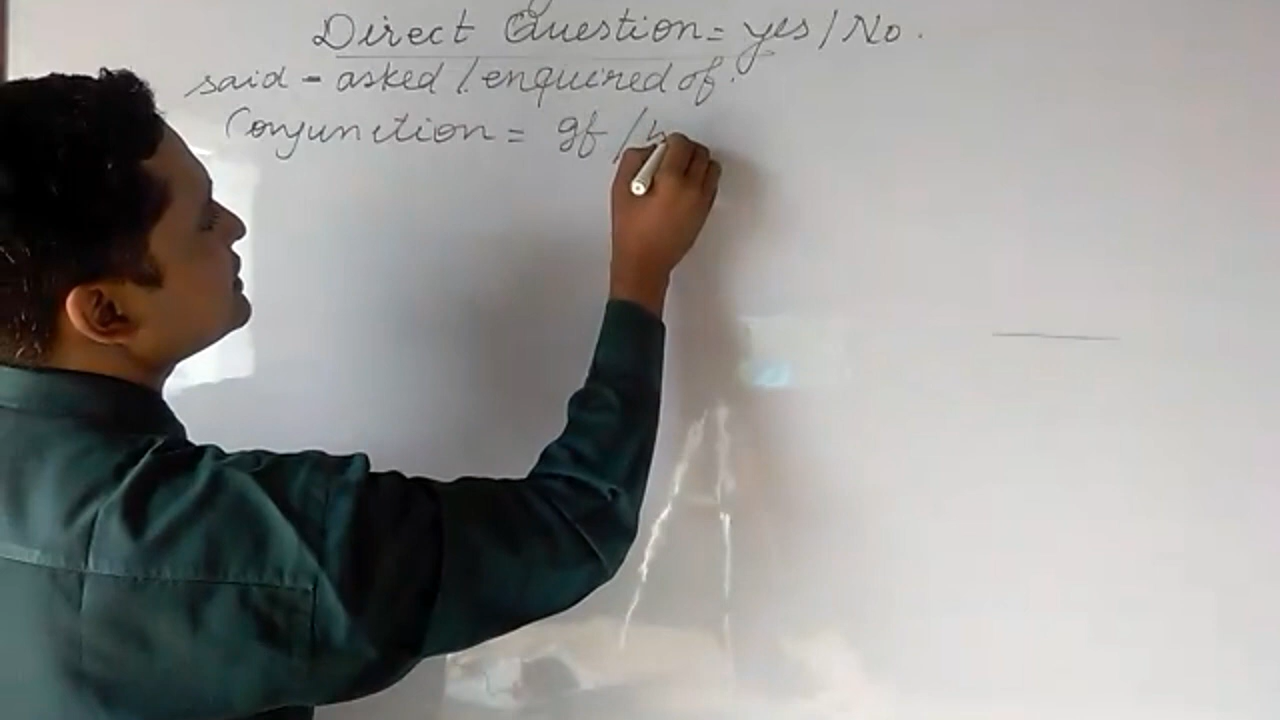 Direct Question = yes / No.
said - asked / enquired of.
Conjunction = If /